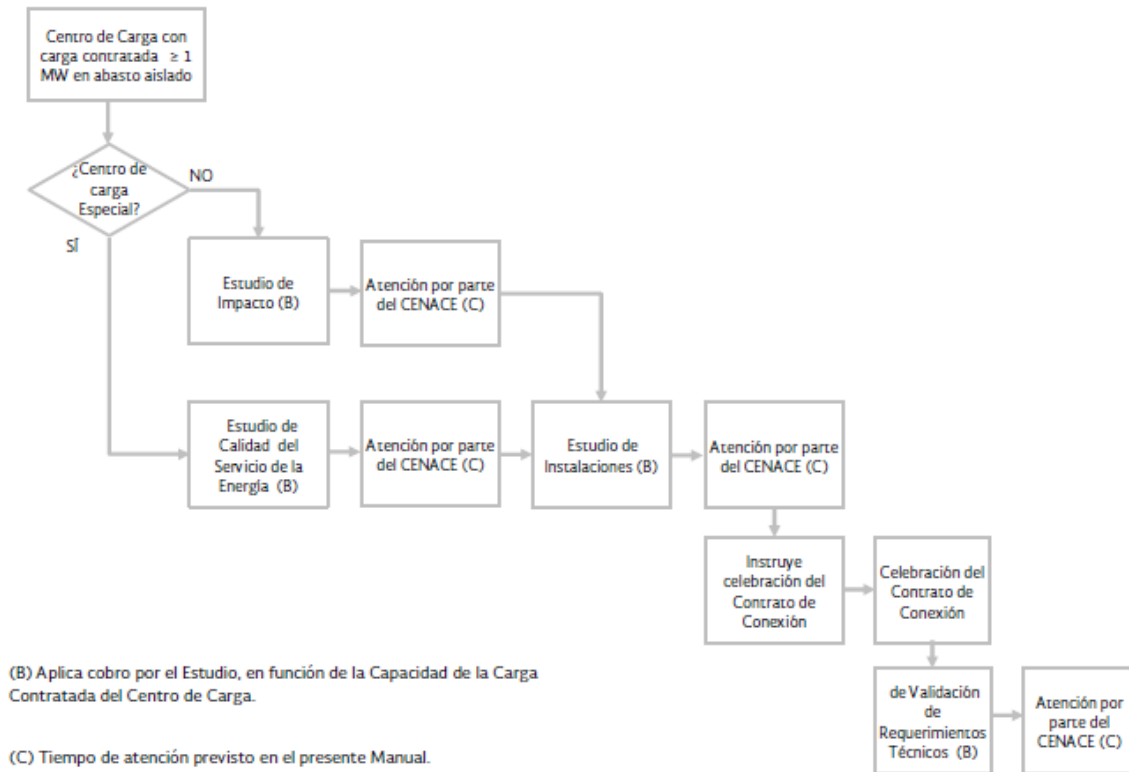 Centro de Carga con
carga contratada ≥ 1
MW en abasto aislado
¿Centro de
carga
Especial?
NO
SÍ
Estudio de
Impacto (B)
Atención por parte
del CENACE (C)
Estudio de
Calidad del
Servicio de la
Energía (B)
Atención por parte
del CENACE (C)
Estudio de
Instalaciones (B)
Atención por parte
del CENACE (C)
Instruye
celebración del
Contrato de
Conexión
Celebración del
Contrato de
Conexión
de Validación
de
Requerimientos
Técnicos (B)
Atención por
parte del
CENACE (C)
(B) Aplica cobro por el Estudio, en función de la Capacidad de la Carga
Contratada del Centro de Carga.
(C) Tiempo de atención previsto en el presente Manual.